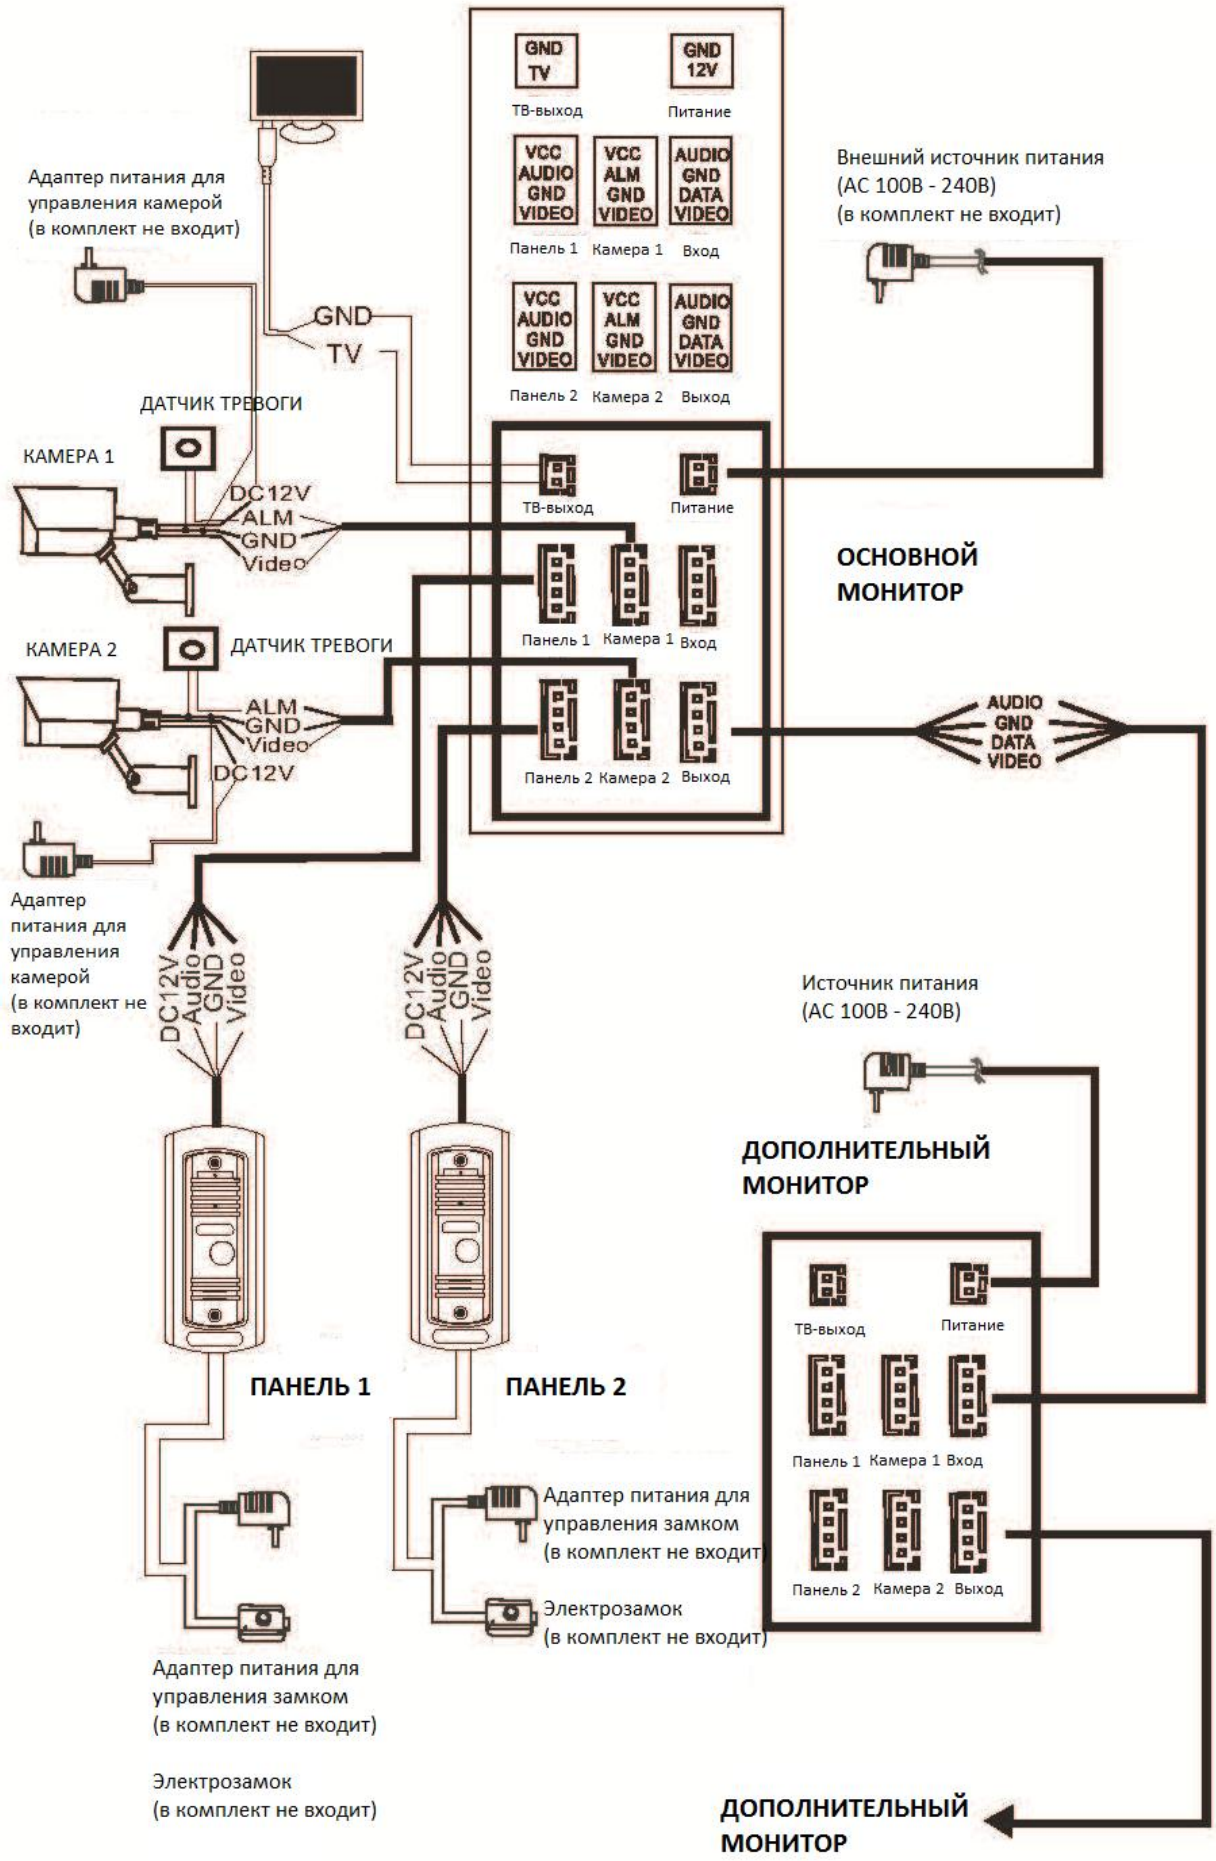 GND
TV
ТВ-выход
GND
12V
Питание
VCC
AUDIO
GND
VIDEO
Панель 1
VCC
ALM
GND
VIDEO
Камера 1
AUDIO
GND
DATA
VIDEO
Вход
VCC
AUDIO
GND
VIDEO
Панель 2
VCC
ALM
GND
VIDEO
Камера 2
AUDIO
GND
DATA
VIDEO
Выход
Адаптер питания для
управления камерой
(в комплект не входит)
Внешний источник питания
(АС 100В - 240В)
(в комплект не входит)
GND
TV
ДАТЧИК ТРЕВОГИ
КАМЕРА 1
DC12V
ALM
GND
Video
ТВ-выход
Питание
Панель 1
Камера 1
Вход
Панель 2
Камера 2
Выход
ОСНОВНОЙ
МОНИТОР
КАМЕРА 2
ДАТЧИК ТРЕВОГИ
ALM
GND
Video
DC12V
AUDIO
GND
DATA
VIDEO
Адаптер
питания для
управления
камерой
(в комплект не
входит)
DC12V
Audio
GND
Video
DC12V
Audio
GND
Video
Источник питания
(АС 100В - 240В)
ДОПОЛНИТЕЛЬНЫЙ
МОНИТОР
ТВ-выход
Питание
Панель 1
Камера 1
Вход
Панель 2
Камера 2
Выход
ПАНЕЛЬ 1
ПАНЕЛЬ 2
Адаптер питания для
управления замком
(в комплект не входит)
Электрозамок
(в комплект не входит)
Адаптер питания для
управления замком
(в комплект не входит)
Электрозамок
(в комплект не входит)
ДОПОЛНИТЕЛЬНЫЙ
МОНИТОР